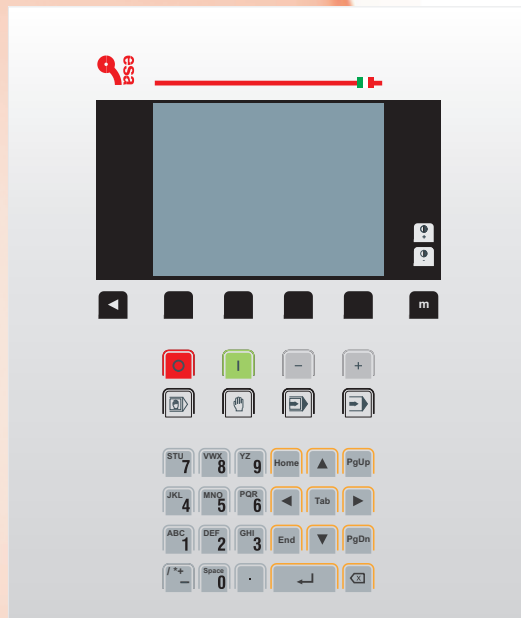 esa
+
-
m
O I − +
STU 7 VWX 8 YZ 9 Home PgUp
JKL 4 MNO 5 PQR 6 Tab
ABC 1 DEF 2 GHI 3 End PgDn
/ *+ − Space 0 . X